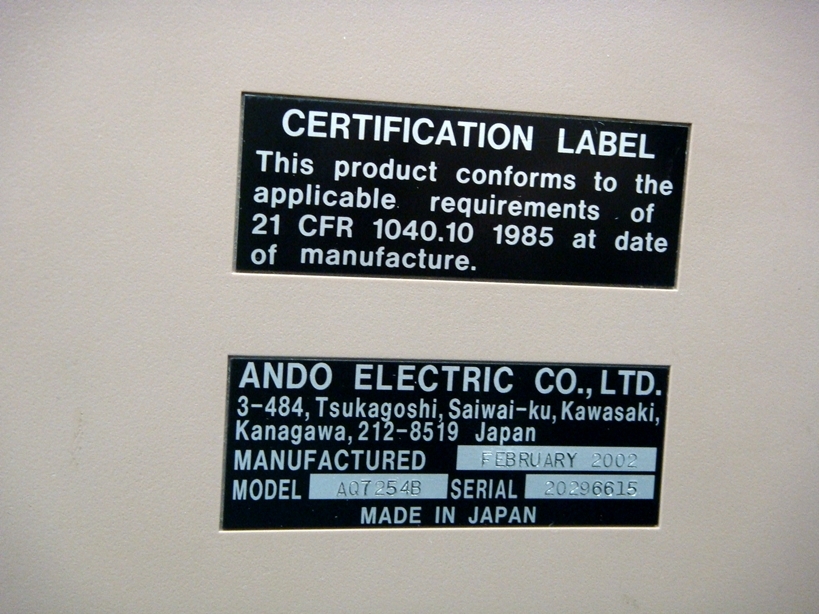 CERTIFICATION LABEL
This product conforms to the
applicable requirements of
21 CFR 1040.10 1985 at date
of manufacture.
ANDO ELECTRIC CO., LTD.
3-484, Tsukagoshi, Saiwai-ku, Kawasaki,
Kanagawa, 212-8519 Japan
MANUFACTURED FEBRUARY 2002
MODEL AQ7254B SERIAL 20296615
MADE IN JAPAN